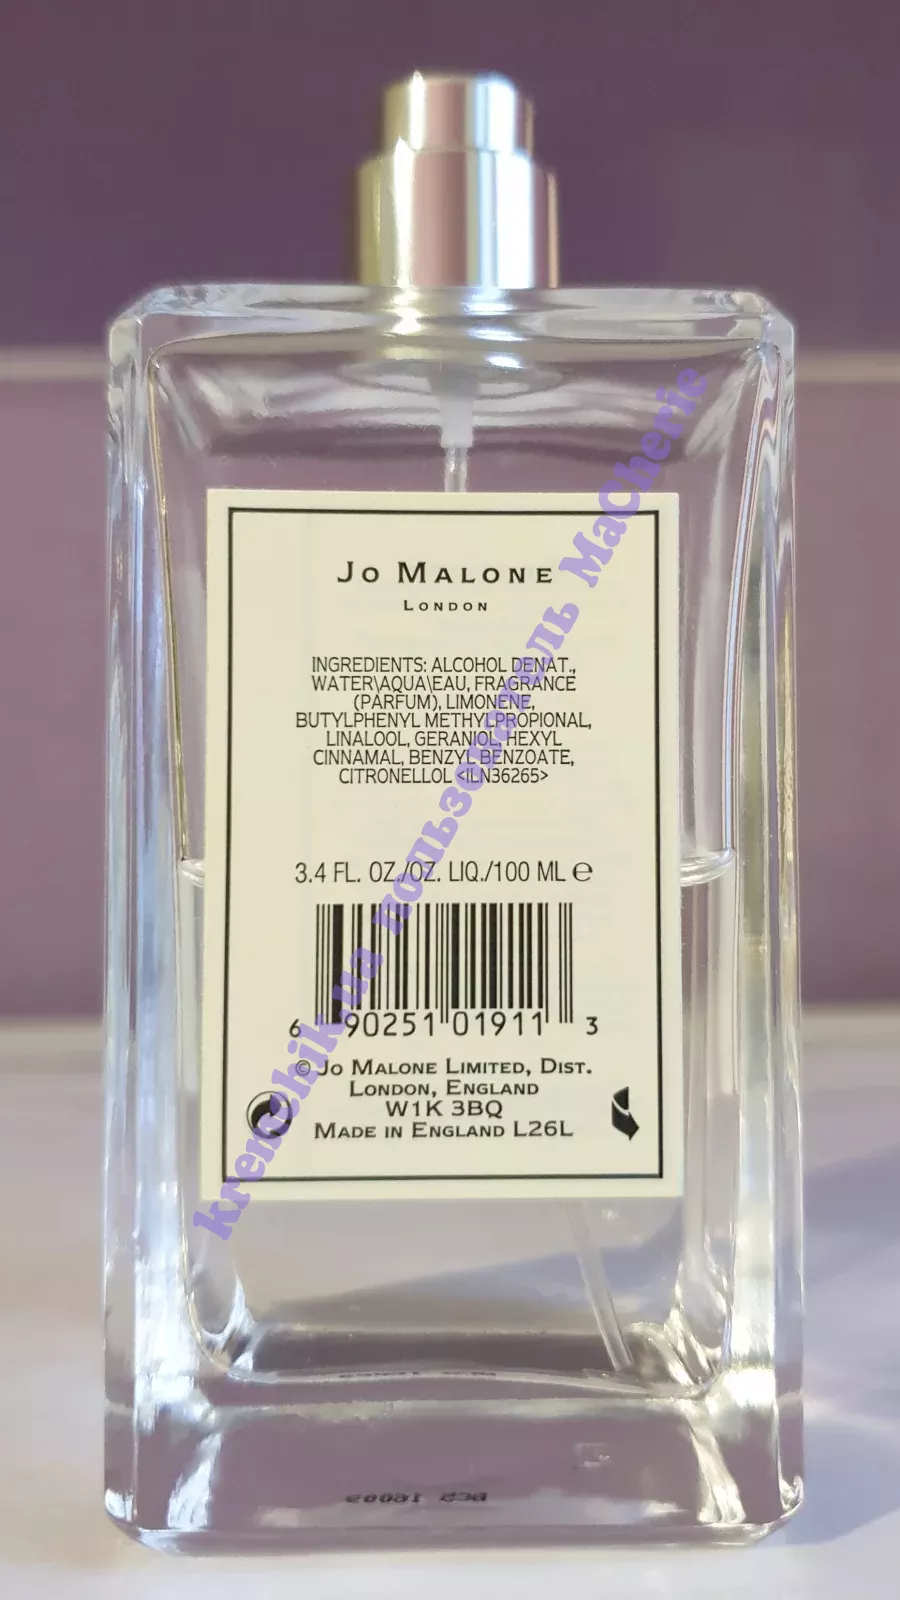 JO MALONE
LONDON
INGREDIENTS: ALCOHOL DENAT.,
WATER\AQUA\EAU, FRAGRANCE
(PARFUM), LIMONENE,
BUTYLPHENYL METHYLPROPIONAL,
LINALOOL, GERANIOL, HEXYL
CINNAMAL, BENZYL BENZOATE,
CITRONELLOL <ILN36265>
3.4 FL. OZ./OZ. LIQ./100 ML ℮
6 90251 01911 3
© JO MALONE LIMITED, DIST.
LONDON, ENGLAND
W1K 3BQ
MADE IN ENGLAND L26L
kremchik.ua пользователь MaCherie